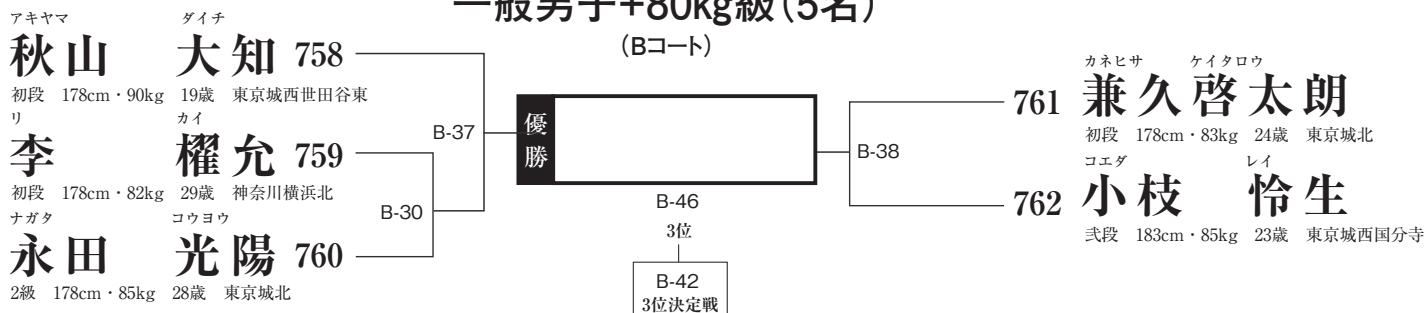 一般男子+80kg級(5名)
(Bコート)
アキヤマ ダイチ
秋山 大知 758
初段 178cm・90kg 19歳 東京城西世田谷東
リ カイ
李 櫂允 759
初段 178cm・82kg 29歳 神奈川横浜北
ナガタ コウヨウ
永田 光陽 760
2級 178cm・85kg 28歳 東京城北
B-37
B-30
優勝
B-46
3位
B-42
3位決定戦
B-38
カネヒサ ケイタロウ
761 兼久啓太朗
初段 178cm・83kg 24歳 東京城北
コエダ レイ
762 小枝 怜生
弐段 183cm・85kg 23歳 東京城西国分寺